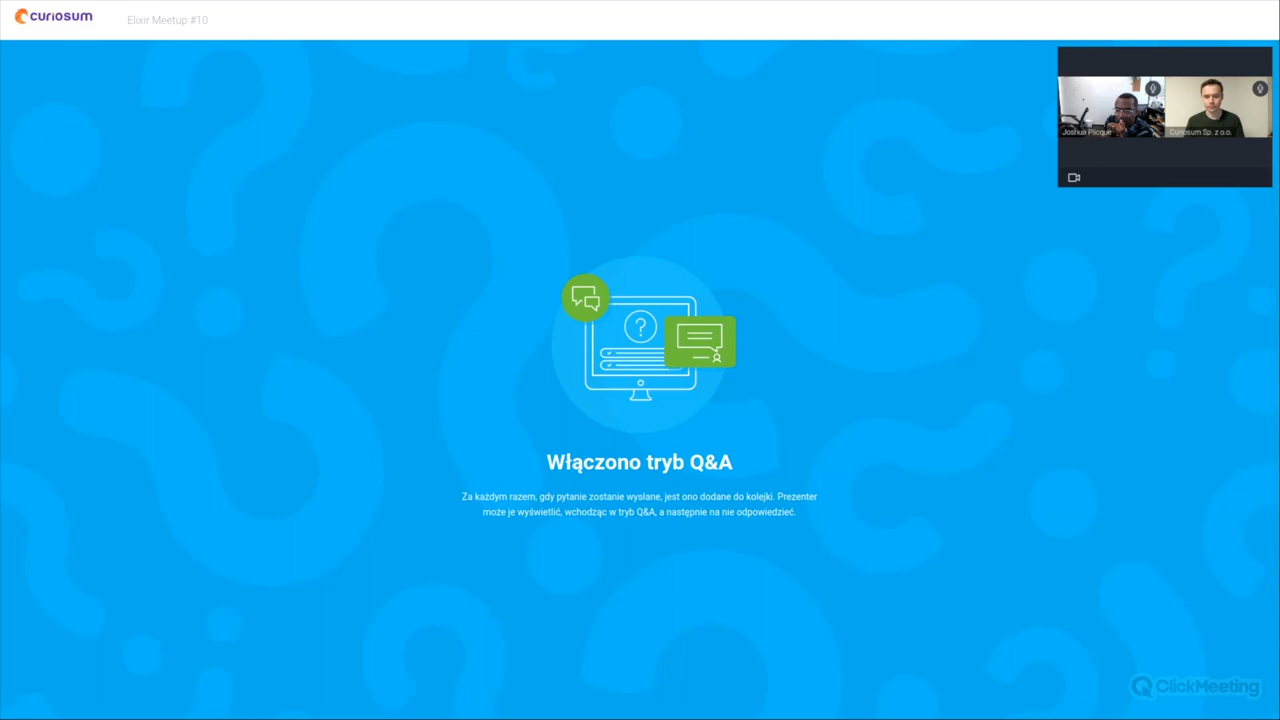 curiosum
Elixir Meetup #10
Joshua Plicque
Curiosum Sp. z o.o.
?
Włączono tryb Q&A
Za każdym razem, gdy pytanie zostanie wysłane, jest ono dodane do kolejki. Prezenter
może je wyświetlić, wchodząc w tryb Q&A, a następnie na nie odpowiedzieć.
ClickMeeting